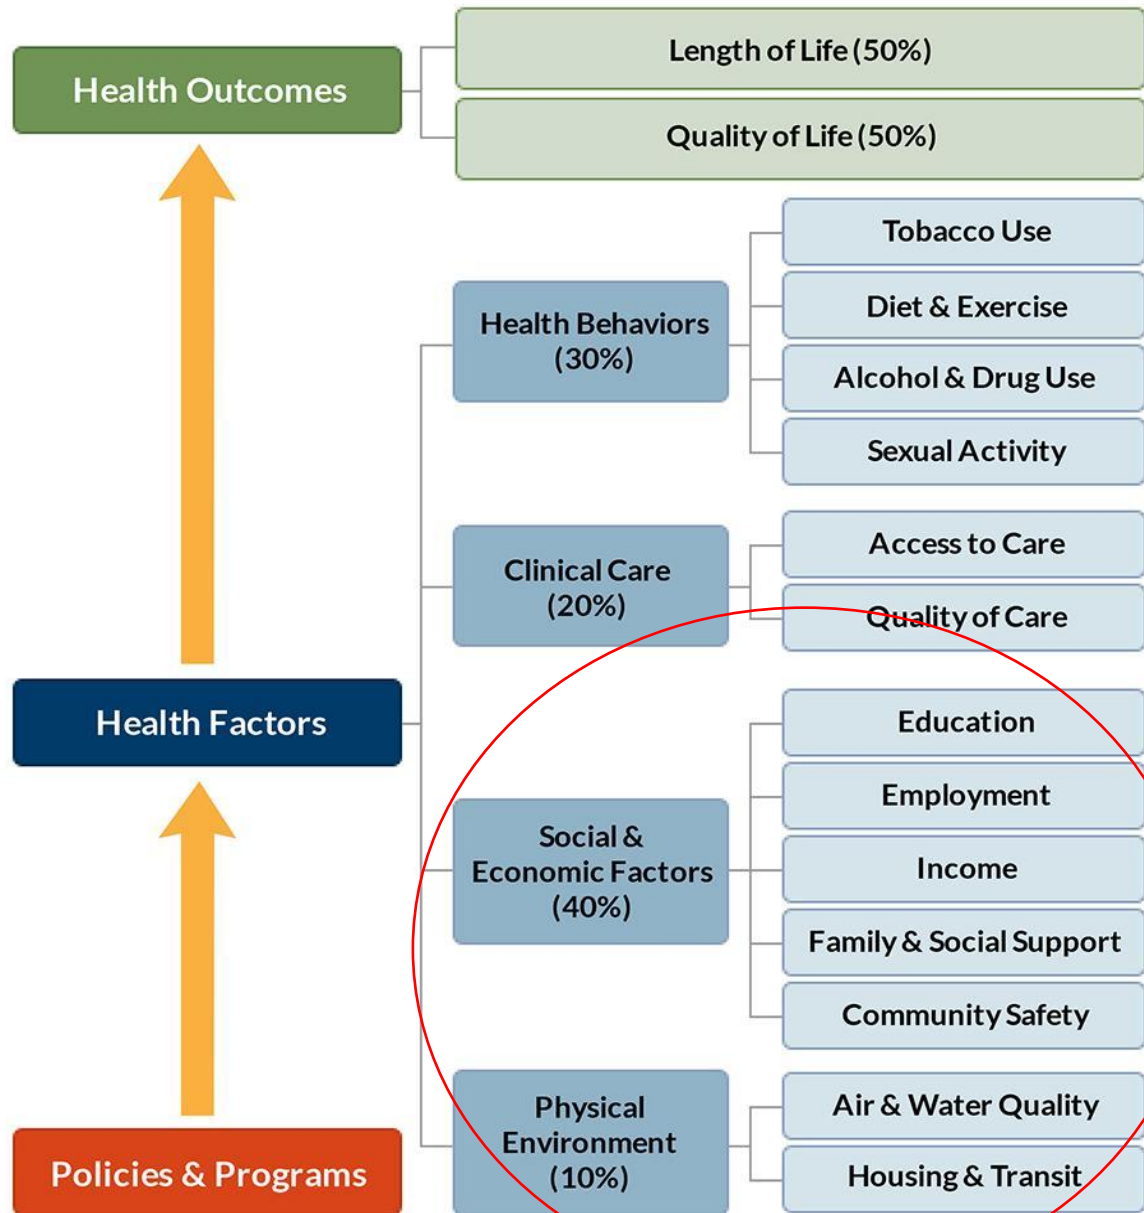 Health Outcomes
Length of Life (50%)
Quality of Life (50%)
Health Behaviors
(30%)
Tobacco Use
Diet & Exercise
Alcohol & Drug Use
Sexual Activity
Clinical Care
(20%)
Access to Care
Quality of Care
Health Factors
Social &
Economic Factors
(40%)
Education
Employment
Income
Family & Social Support
Community Safety
Physical
Environment
(10%)
Air & Water Quality
Housing & Transit
Policies & Programs